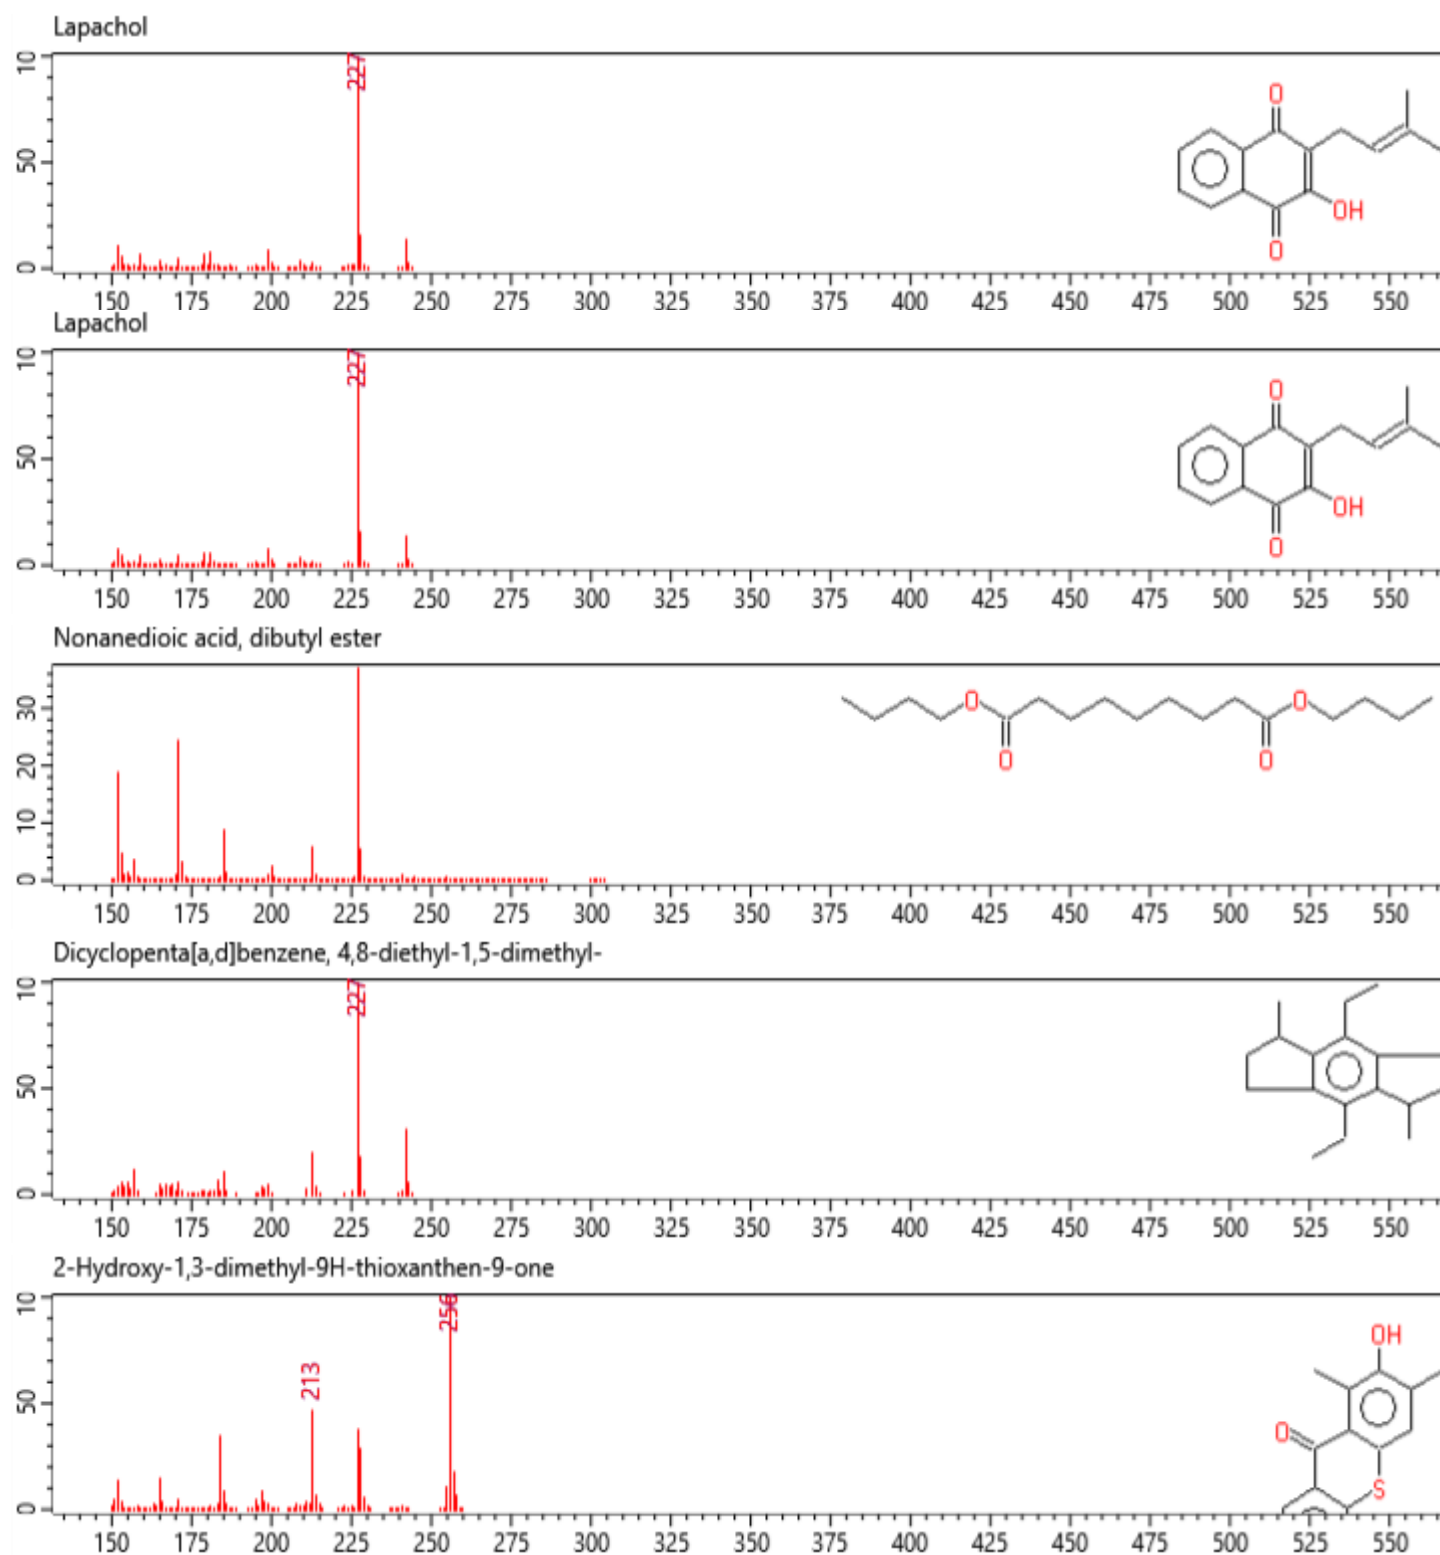 Lapachol
10
227
O
50
OH
O
0
150 175 200 225 250 275 300 325 350 375 400 425 450 475 500 525 550
Lapachol
10
227
O
50
OH
O
0
150 175 200 225 250 275 300 325 350 375 400 425 450 475 500 525 550
Nonanedioic acid, dibutyl ester
O O
30
O O
20
10
0
150 175 200 225 250 275 300 325 350 375 400 425 450 475 500 525 550
Dicyclopenta[a,d]benzene, 4,8-diethyl-1,5-dimethyl-
10
227
50
0
150 175 200 225 250 275 300 325 350 375 400 425 450 475 500 525 550
2-Hydroxy-1,3-dimethyl-9H-thioxanthen-9-one
10
256
OH
213
50
O
S
0
150 175 200 225 250 275 300 325 350 375 400 425 450 475 500 525 550